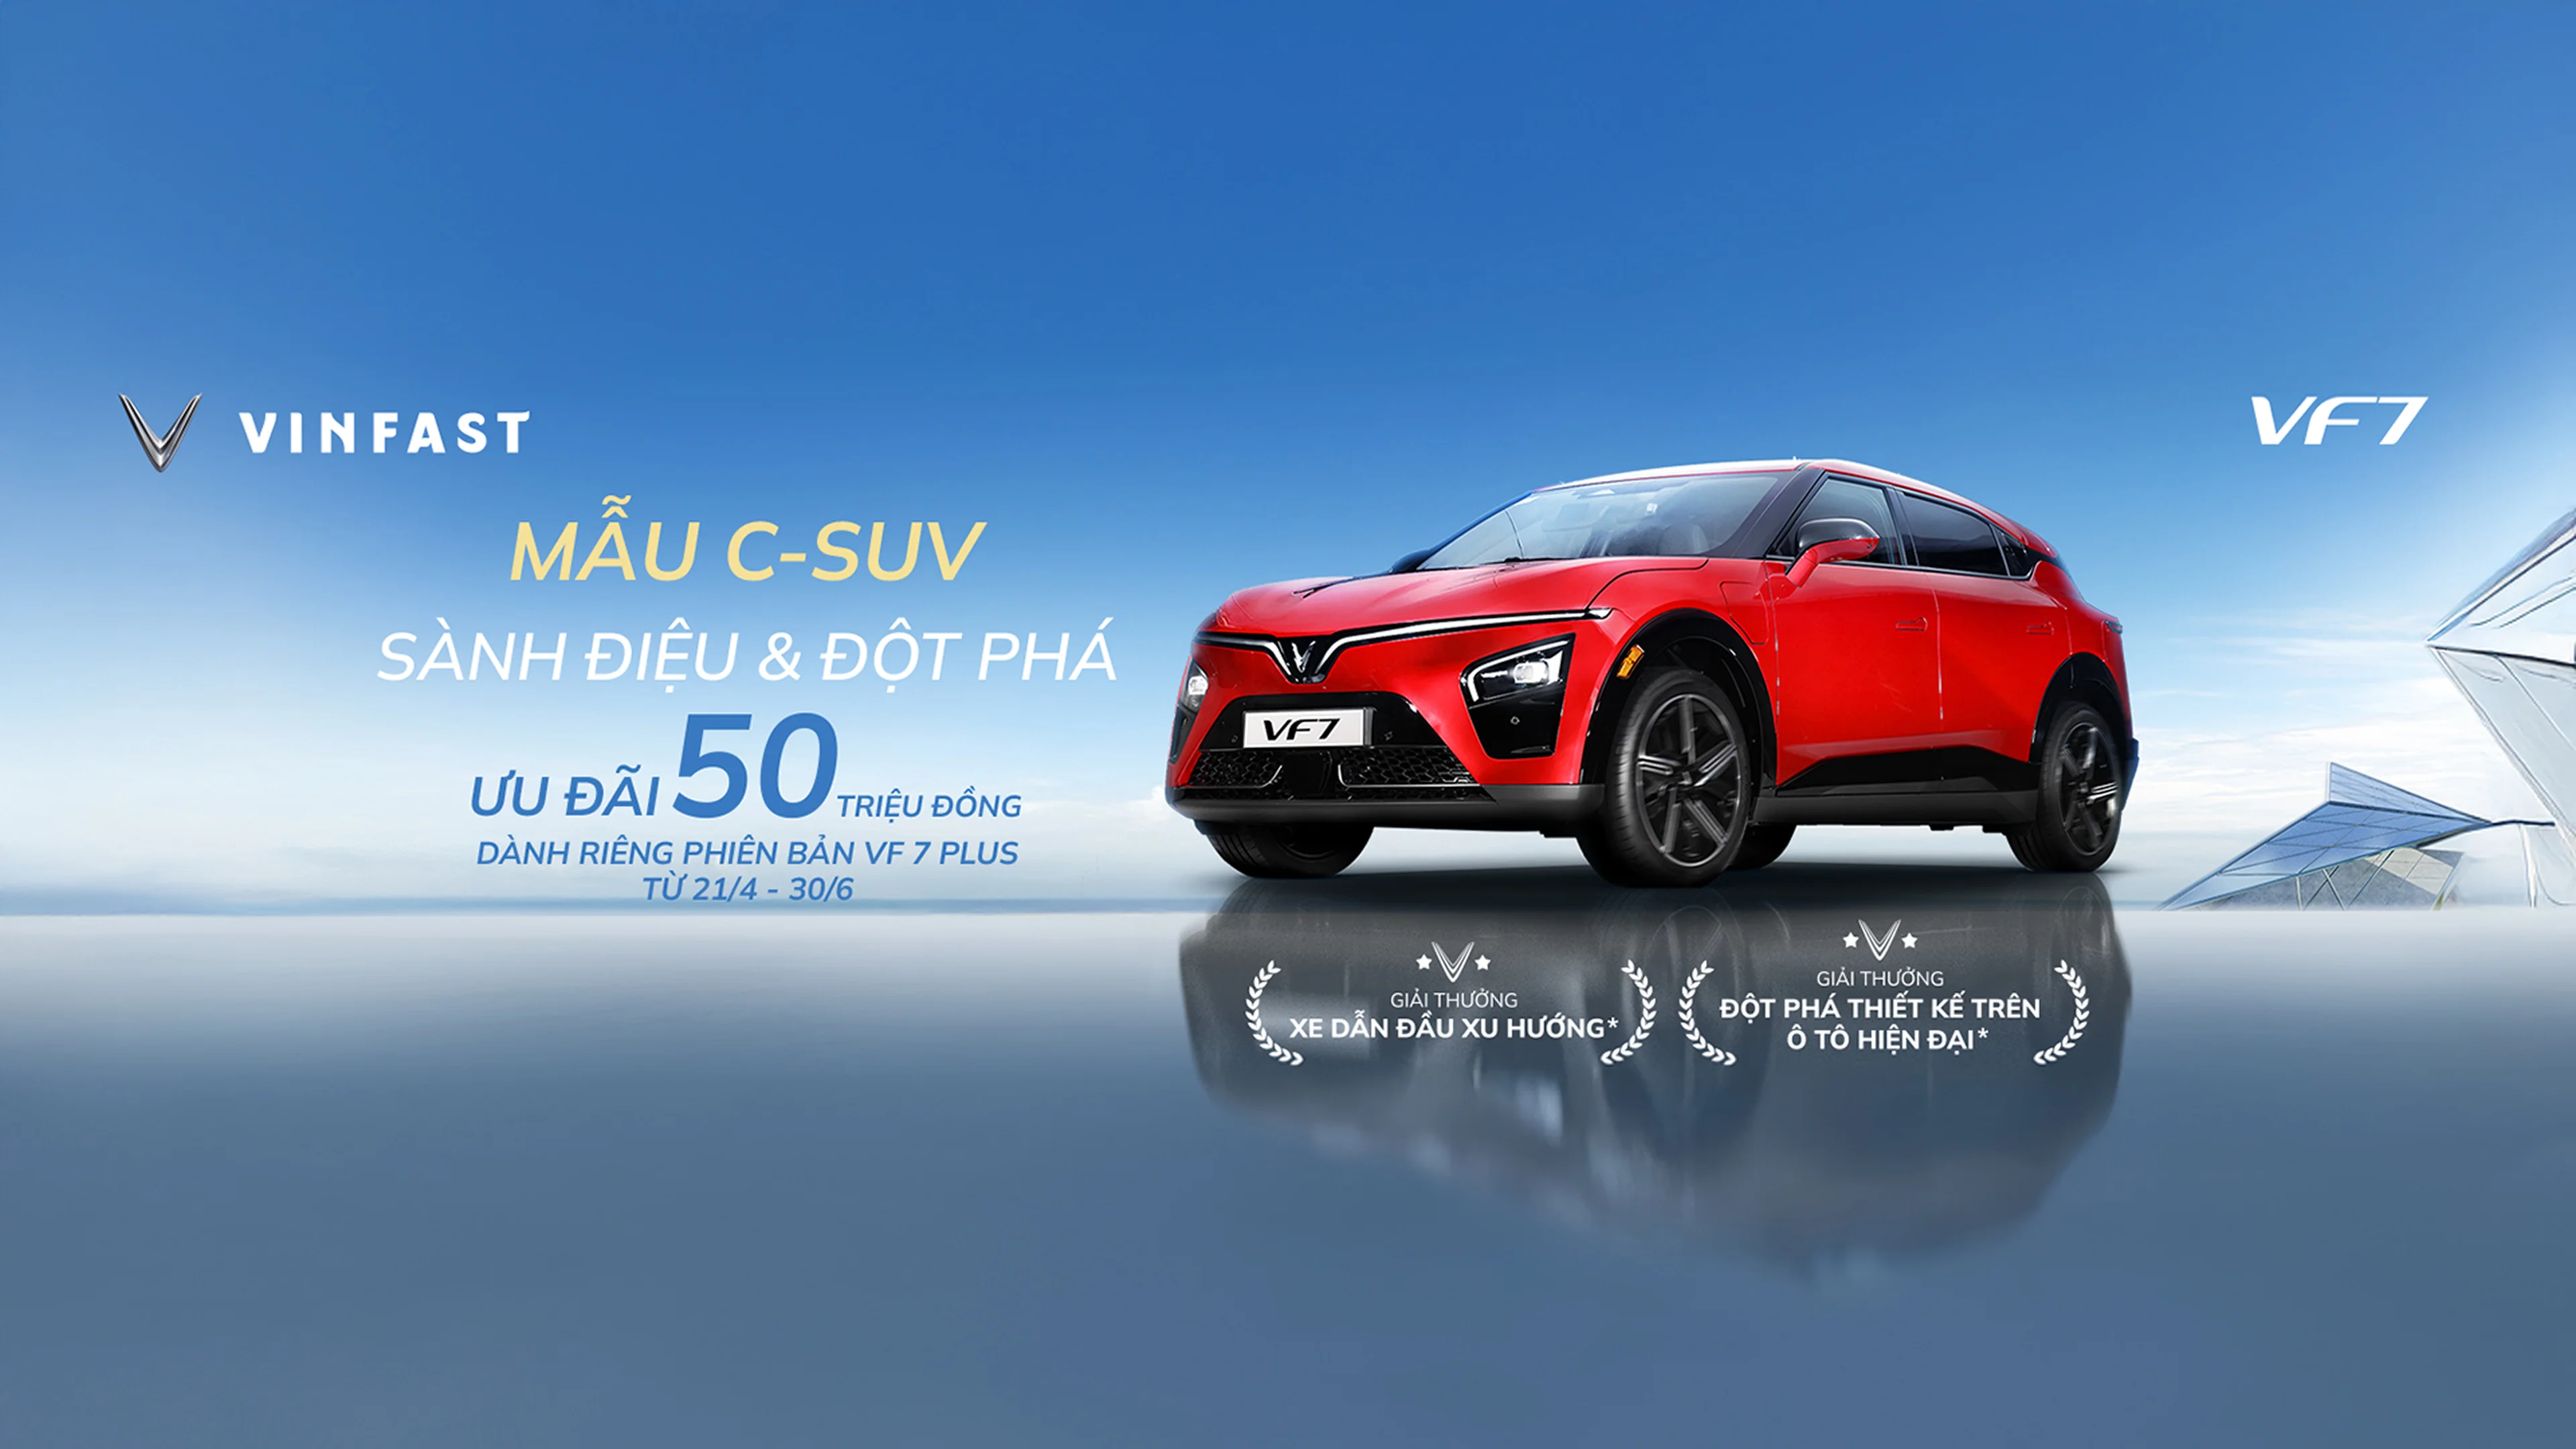 VINFAST
VF7
MẪU C-SUV
SÀNH ĐIỆU & ĐỘT PHÁ
ƯU ĐÃI 50 TRIỆU ĐỒNG
DÀNH RIÊNG PHIÊN BẢN VF 7 PLUS
TỪ 21/4 - 30/6
VF7
GIẢI THƯỞNG
XE DẪN ĐẦU XU HƯỚNG*
GIẢI THƯỞNG
ĐỘT PHÁ THIẾT KẾ TRÊN
Ô TÔ HIỆN ĐẠI*